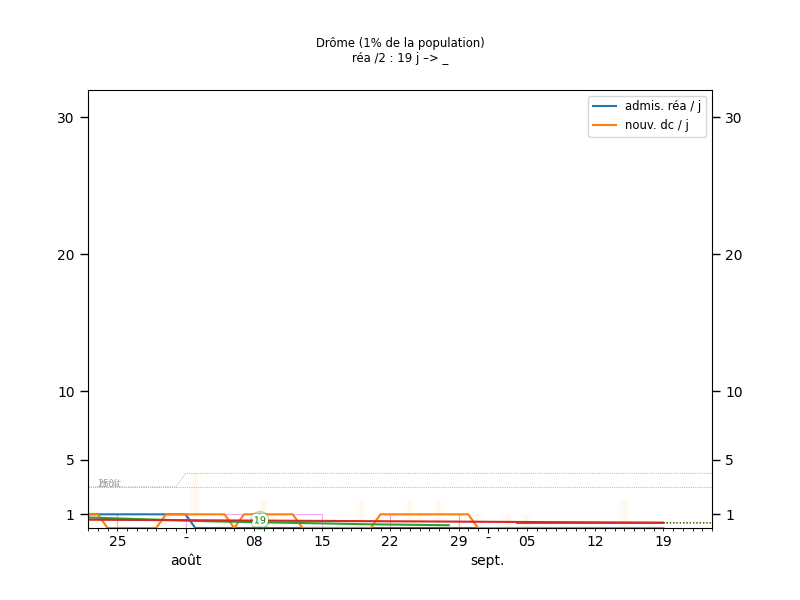 Drôme (1% de la population)
réa /2 : 19 j –> _
admis. réa / j
nouv. dc / j
30 30
20 20
10 10
5 5
1 1
19
25 - 08 15 22 29 - 05 12 19
août sept.